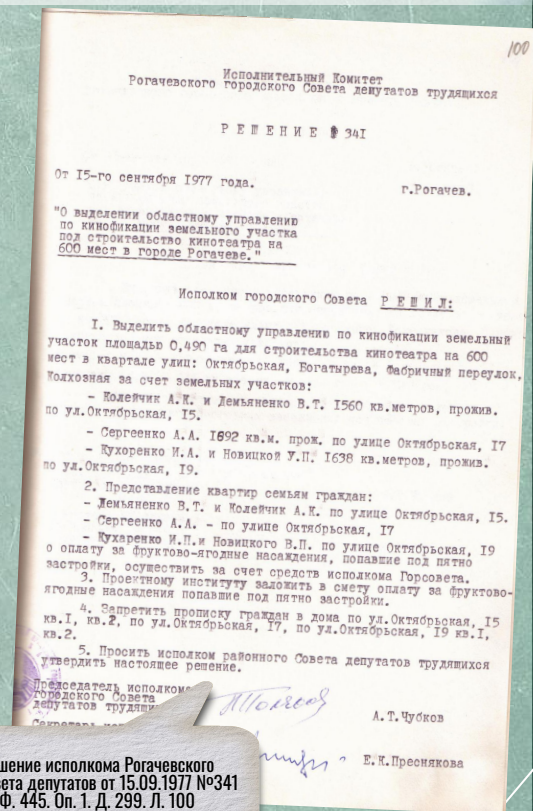 100
Исполнительный Комитет
Рогачевского городского Совета депутатов трудящихся
РЕШЕНИЕ № 341
От 15-го сентября 1977 года.
г.Рогачев.
"О выделении областному управлению
по кинофикации земельного участка
под строительство кинотеатра на
600 мест в городе Рогачеве."
Исполком городского Совета РЕШИЛ:
I. Выделить областному управлению по кинофикации земельный
участок площадью 0,490 га для строительства кинотеатра на 600
мест в квартале улиц: Октябрьская, Богатырева, Фабричный переулок,
Колхозная за счет земельных участков:
- Колейчик А.К. и Демьяненко В.Т. 1560 кв.метров, прожив.
по ул.Октябрьская, 15.
- Сергеенко А.А. 1892 кв.м. прож. по улице Октябрьская, 17
- Кухоренко И.А. и Новицкой У.П. 1638 кв.метров, прожив.
по ул.Октябрьская, 19.
2. Представление квартир семьям граждан:
- Демьяненко В.Т. и Колейчик А.К. по улице Октябрьская, 15.
- Сергеенко А.А. - по улице Октябрьская, 17
- Кухаренко И.П.и Новицкого В.П. по улице Октябрьская, 19
о оплату за фруктово-ягодные насаждения, попавшие под пятно
застройки, осуществить за счет средств исполкома Горсовета.
3. Проектному институту заложить в смету оплату за фруктово-
ягодные насаждения попавшие под пятно застройки.
4. Запретить прописку граждан в дома по ул.Октябрьская, 15
кв.I, кв.2, по ул.Октябрьская, 17, по ул.Октябрьская, 19 кв.I,
кв.2.
5. Просить исполком районного Совета депутатов трудящихся
утвердить настоящее решение.
Председатель исполкома
городского Совета
депутатов трудящи
А.Т.Чубков
Секретарь
Е.К.Преснякова
шение исполкома Рогачевского
вета депутатов от 15.09.1977 №341
Ф. 445. Оп. 1. Д. 299. Л. 100